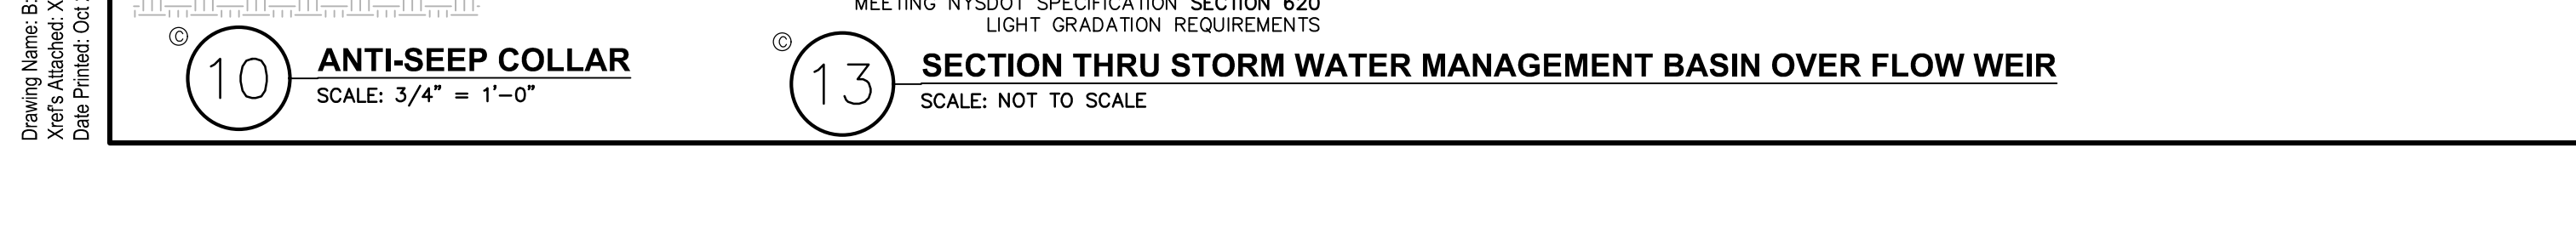 MEETING NYSDOT SPECIFICATION SECTION 620
LIGHT GRADATION REQUIREMENTS
©
10
ANTI-SEEP COLLAR
SCALE: 3/4" = 1'-0"
©
13
SECTION THRU STORM WATER MANAGEMENT BASIN OVER FLOW WEIR
SCALE: NOT TO SCALE
Drawing Name: B:
Xref's Attached: X
Date Printed: Oct